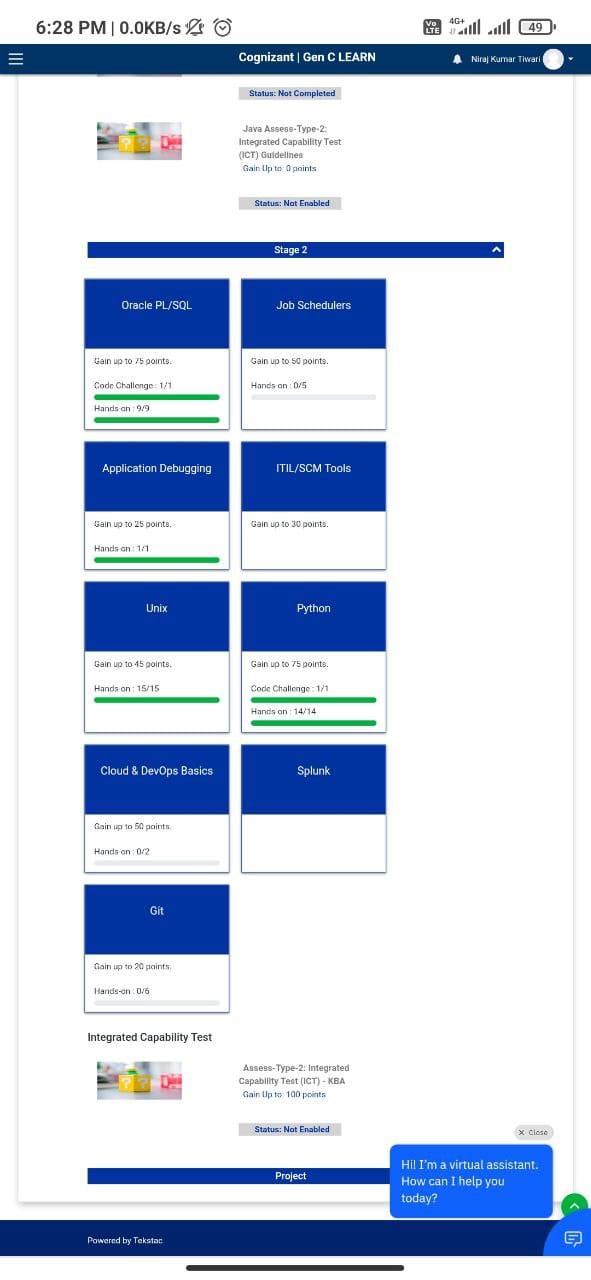 6:28 PM | 0.0KB/s
Vo LTE 4G+ 49
Cognizant | Gen C LEARN
Niraj Kumar Tiwari
Status: Not Completed
Java Assess-Type-2:
Integrated Capability Test
(ICT) Guidelines
Gain Up to: 0 points
Status: Not Enabled
Stage 2
Oracle PL/SQL
Gain up to 75 points.
Code Challenge : 1/1
Hands-on : 9/9
Job Schedulers
Gain up to 50 points.
Hands-on : 0/5
Application Debugging
Gain up to 25 points.
Hands-on : 1/1
ITIL/SCM Tools
Gain up to 30 points.
Unix
Gain up to 45 points.
Hands-on : 15/15
Python
Gain up to 75 points.
Code Challenge : 1/1
Hands-on : 14/14
Cloud & DevOps Basics
Gain up to 50 points.
Hands-on : 0/2
Splunk
Git
Gain up to 20 points.
Hands-on : 0/6
Integrated Capability Test
Assess-Type-2: Integrated
Capability Test (ICT) - KBA
Gain Up to: 100 points
Status: Not Enabled
× Close
Project
Hi! I'm a virtual assistant.
How can I help you
today?
Powered by Tekstac